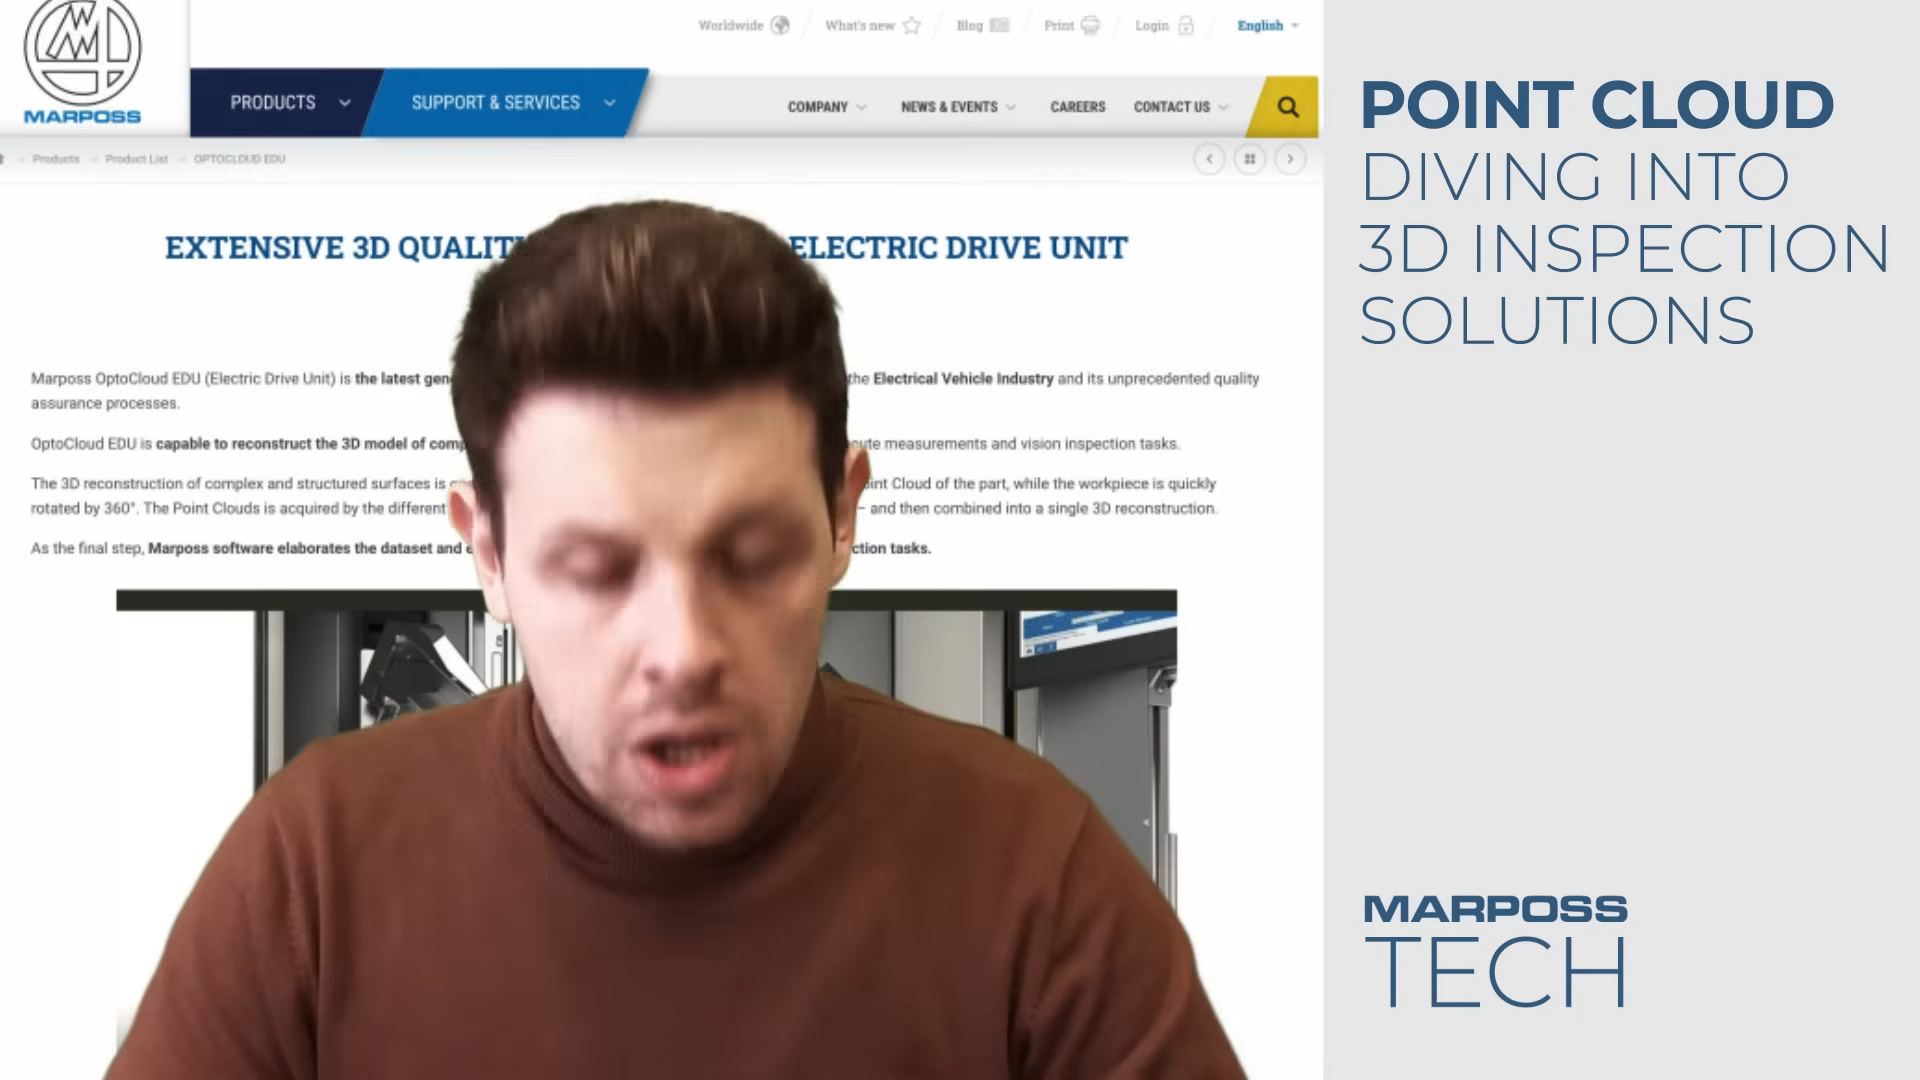 Worldwide
What's new
Blog
Print
Login
English
MARPOSS
PRODUCTS
SUPPORT & SERVICES
COMPANY
NEWS & EVENTS
CAREERS
CONTACT US
Products
Product List
OPTOCLOUD EDU
EXTENSIVE 3D QUALIT ELECTRIC DRIVE UNIT
Marposs OptoCloud EDU (Electric Drive Unit) is the latest gen the Electrical Vehicle Industry and its unprecedented quality
assurance processes.
OptoCloud EDU is capable to reconstruct the 3D model of comp measurements and vision inspection tasks.
The 3D reconstruction of complex and structured surfaces is Cloud of the part, while the workpiece is quickly
rotated by 360°. The Point Clouds is acquired by the different – and then combined into a single 3D reconstruction.
As the final step, Marposs software elaborates the dataset and tasks.
POINT CLOUD
DIVING INTO
3D INSPECTION
SOLUTIONS
MARPOSS
TECH